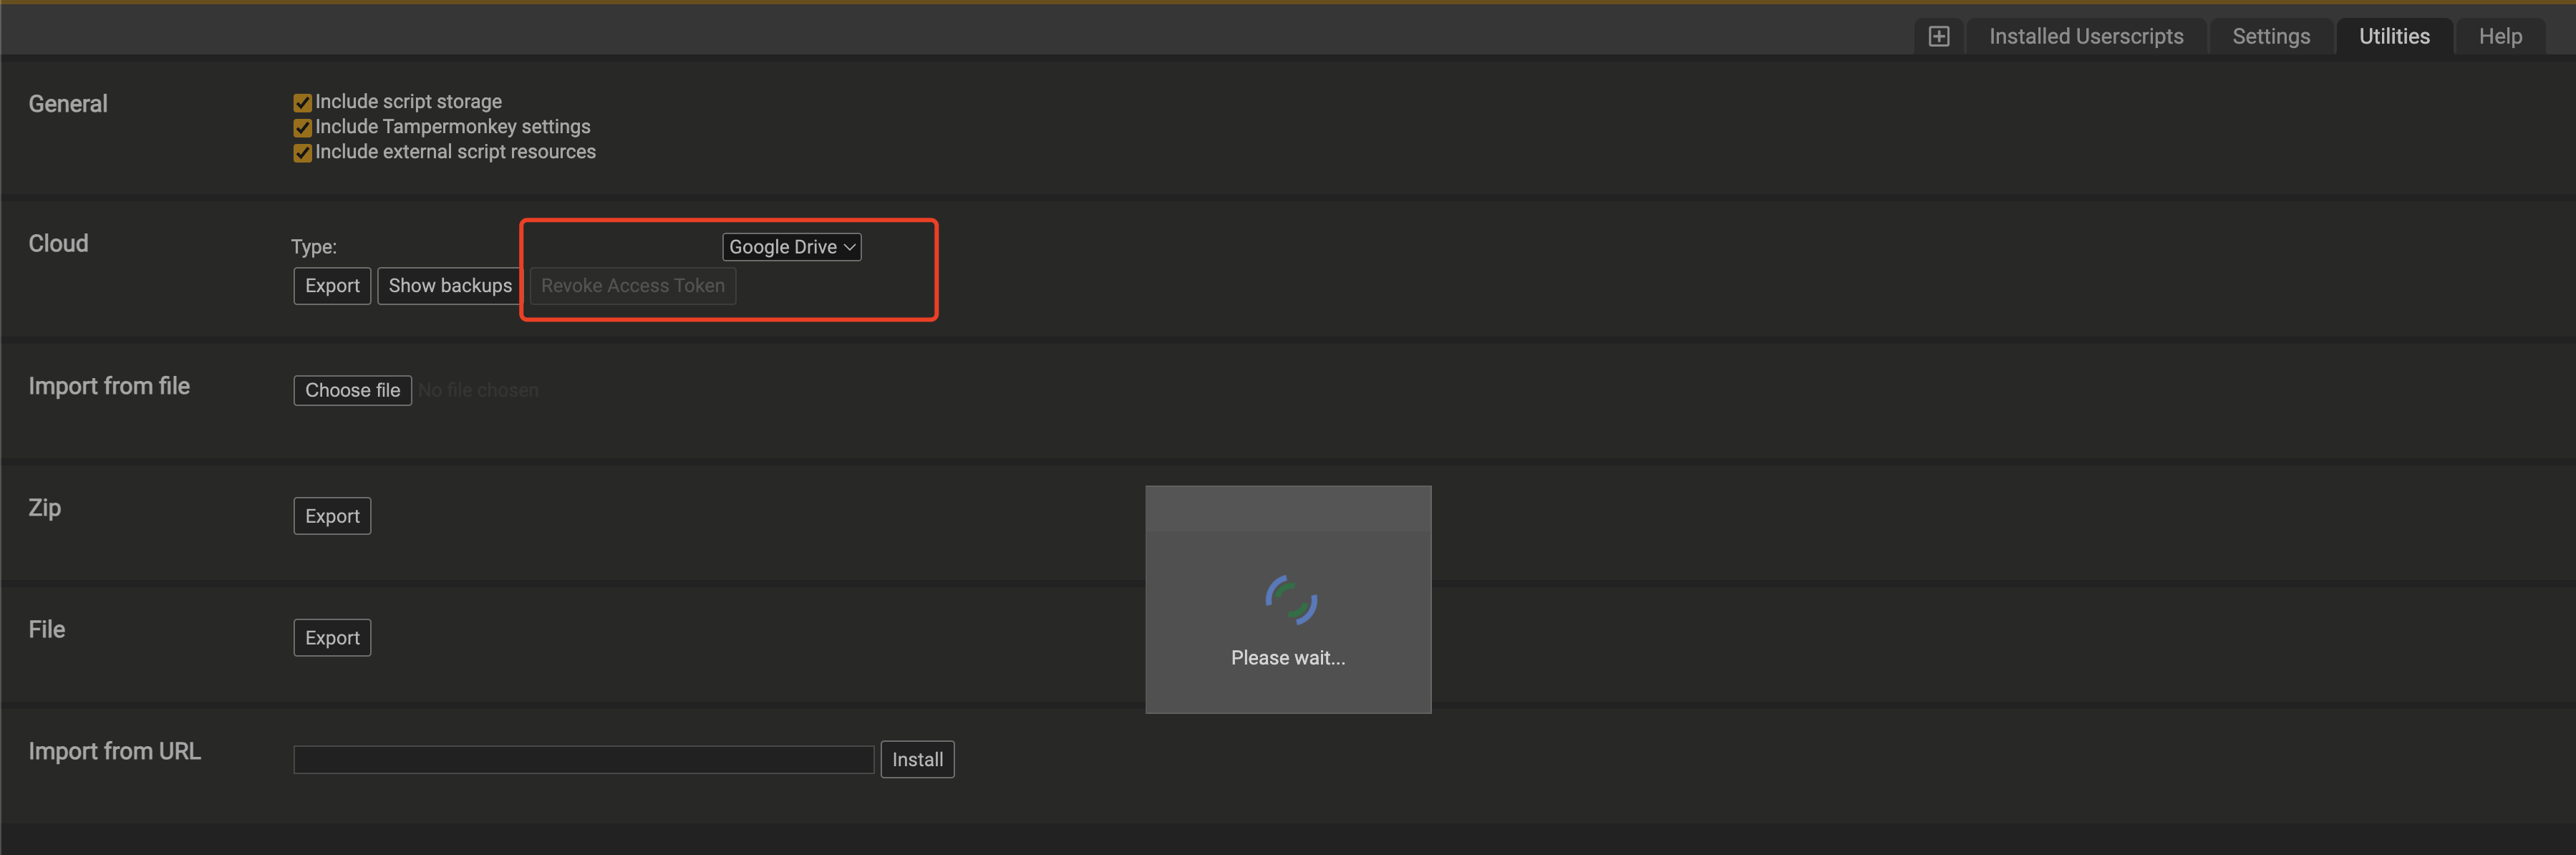 Installed Userscripts Settings Utilities Help
General
Include script storage
Include Tampermonkey settings
Include external script resources
Cloud
Type: Google Drive
Export Show backups Revoke Access Token
Import from file
Choose file No file chosen
Zip
Export
Please wait...
File
Export
Import from URL
Install